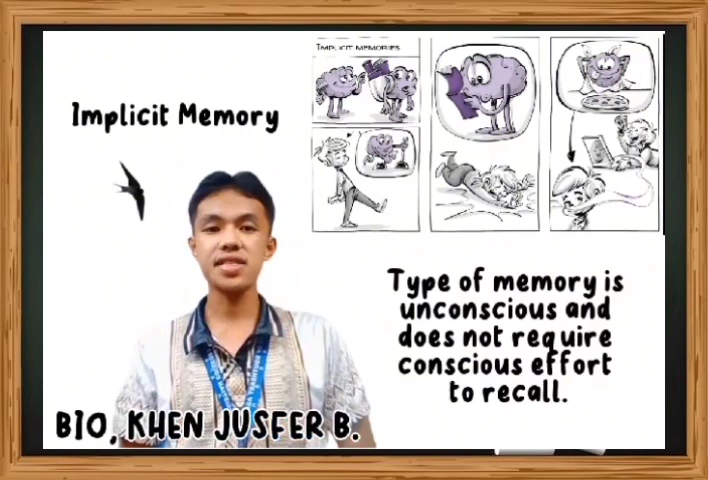 IMPLICIT MEMORIES
Implicit Memory
Type of memory is
unconscious and
does not require
conscious effort
to recall.
BIO, KHEN JUSFER B.